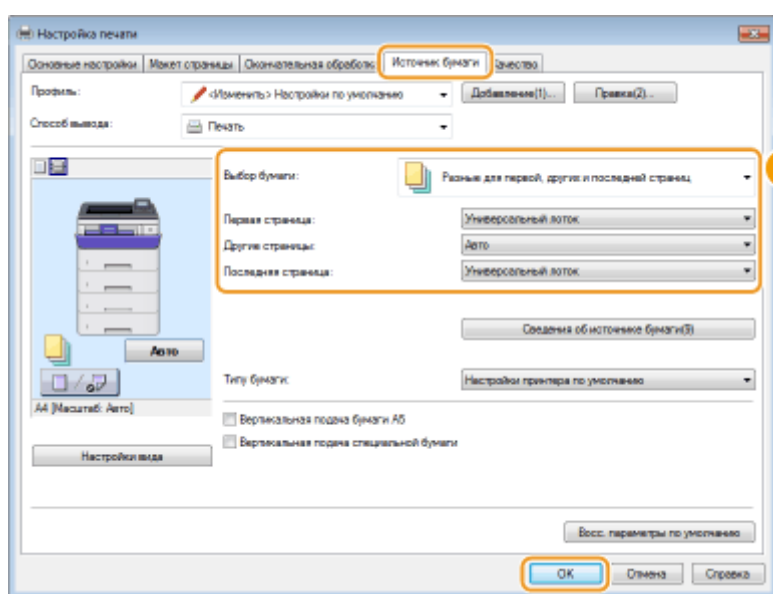 Настройка печати
Основные настройки Макет страницы Окончательная обработка Источник бумаги Качество
Профиль: <Изменить> Настройки по умолчанию Добавление(1)... Правка(2)...
Способ вывода: Печать
Выбор бумаги: Разные для первой, других и последней страниц
Первая страница: Универсальный лоток
Другие страницы: Авто
Последняя страница: Универсальный лоток
Сведения об источнике бумаги(5)
Авто
Типу бумаги: Настройки принтера по умолчанию
A4 [Масштаб: Авто]
Вертикальная подача бумаги A5
Вертикальная подача специальной бумаги
Настройки вида
Восс. параметры по умолчанию
OK Отмена Справка